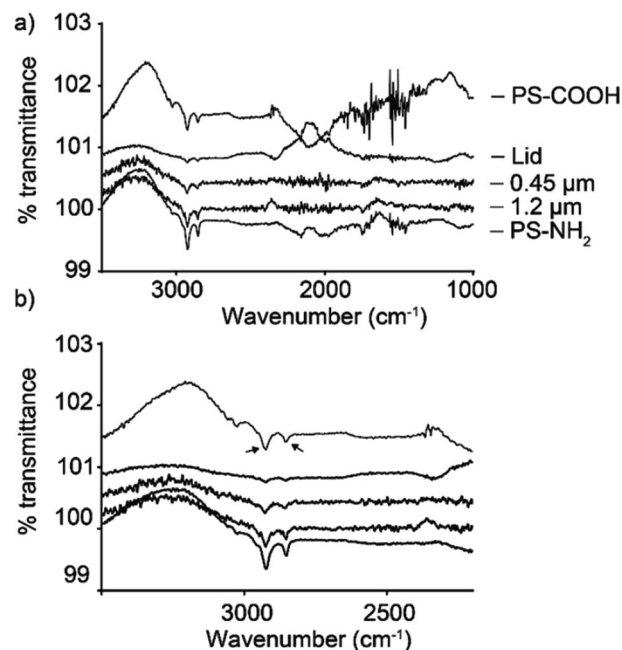 a)
103
102
101
100
99
% transmittance
PS-COOH
Lid
0.45 µm
1.2 µm
PS-NH₂
3000 2000 1000
Wavenumber (cm⁻¹)
b)
103
102
101
100
99
% transmittance
3000 2500
Wavenumber (cm⁻¹)